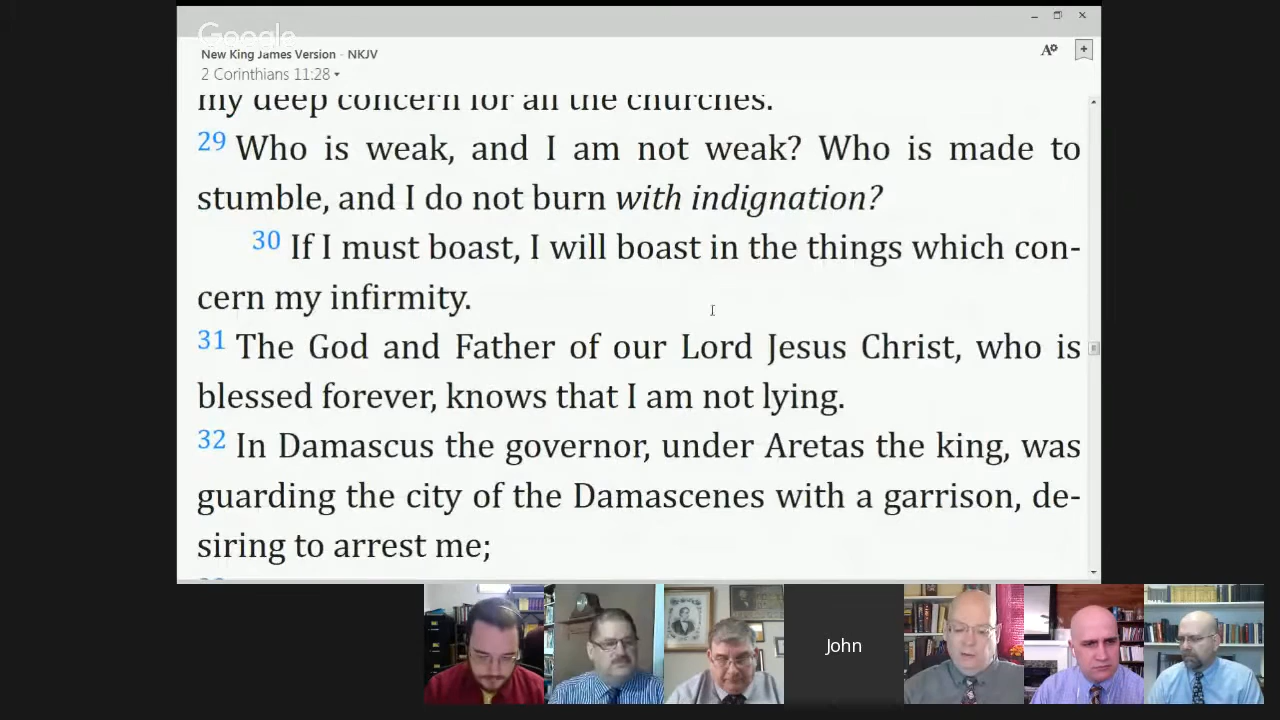 Google
New King James Version - NKJV
2 Corinthians 11:28
my deep concern for all the churches.
29 Who is weak, and I am not weak? Who is made to
stumble, and I do not burn with indignation?
30 If I must boast, I will boast in the things which con-
cern my infirmity.
31 The God and Father of our Lord Jesus Christ, who is
blessed forever, knows that I am not lying.
32 In Damascus the governor, under Aretas the king, was
guarding the city of the Damascenes with a garrison, de-
siring to arrest me;
John